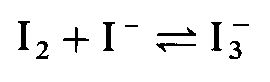 I₂ + I⁻ ⇌ I₃⁻